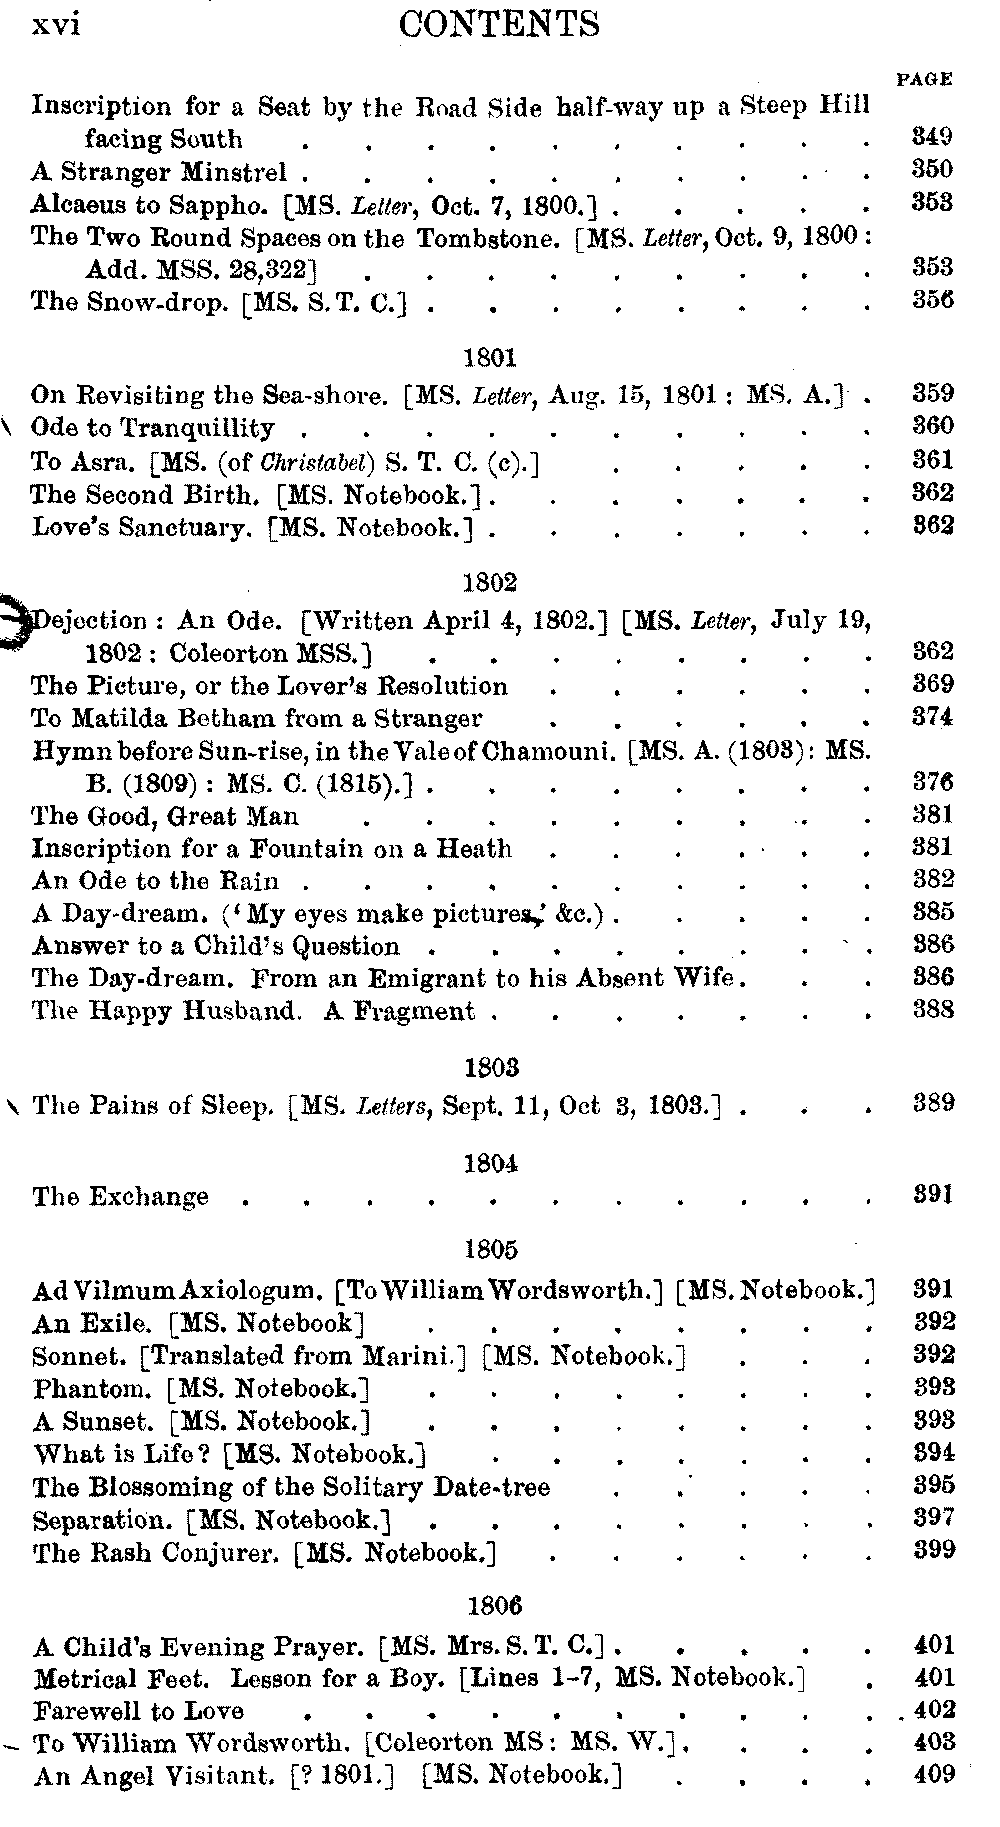 xvi CONTENTS
PAGE
Inscription for a Seat by the Road Side half-way up a Steep Hill
facing South . . . . . . . . . . 349
A Stranger Minstrel . . . . . . . . . . 350
Alcaeus to Sappho. [MS. Letter, Oct. 7, 1800.] . . . . . 353
The Two Round Spaces on the Tombstone. [MS. Letter, Oct. 9, 1800 :
Add. MSS. 28,322] . . . . . . . . . 353
The Snow-drop. [MS. S. T. C.] . . . . . . . . 356
1801
On Revisiting the Sea-shore. [MS. Letter, Aug. 15, 1801 : MS. A.] . 359
Ode to Tranquillity . . . . . . . . . . 360
To Asra. [MS. (of Christabel) S. T. C. (c).] . . . . . 361
The Second Birth. [MS. Notebook.] . . . . . . . 362
Love's Sanctuary. [MS. Notebook.] . . . . . . . 362
1802
Dejection : An Ode. [Written April 4, 1802.] [MS. Letter, July 19,
1802 : Coleorton MSS.] . . . . . . . . 362
The Picture, or the Lover's Resolution . . . . . . 369
To Matilda Betham from a Stranger . . . . . . 374
Hymn before Sun-rise, in the Vale of Chamouni. [MS. A. (1803) : MS.
B. (1809) : MS. C. (1815).] . . . . . . . . 376
The Good, Great Man . . . . . . . . . 381
Inscription for a Fountain on a Heath . . . . . . 381
An Ode to the Rain . . . . . . . . . . 382
A Day-dream. ('My eyes make pictures,' &c.) . . . . . 385
Answer to a Child's Question . . . . . . . . 386
The Day-dream. From an Emigrant to his Absent Wife . . . 386
The Happy Husband. A Fragment . . . . . . . 388
1803
The Pains of Sleep. [MS. Letters, Sept. 11, Oct 3, 1803.] . . . 389
1804
The Exchange . . . . . . . . . . . 391
1805
Ad Vilmum Axiologum. [To William Wordsworth.] [MS. Notebook.] 391
An Exile. [MS. Notebook] . . . . . . . . 392
Sonnet. [Translated from Marini.] [MS. Notebook.] . . . 392
Phantom. [MS. Notebook.] . . . . . . . . 393
A Sunset. [MS. Notebook.] . . . . . . . . 393
What is Life? [MS. Notebook.] . . . . . . . 394
The Blossoming of the Solitary Date-tree . . . . . 395
Separation. [MS. Notebook.] . . . . . . . . 397
The Rash Conjurer. [MS. Notebook.] . . . . . . 399
1806
A Child's Evening Prayer. [MS. Mrs. S. T. C.] . . . . . 401
Metrical Feet. Lesson for a Boy. [Lines 1-7, MS. Notebook.] . 401
Farewell to Love . . . . . . . . . . 402
To William Wordsworth. [Coleorton MS : MS. W.] . . . . 403
An Angel Visitant. [? 1801.] [MS. Notebook.] . . . . 409